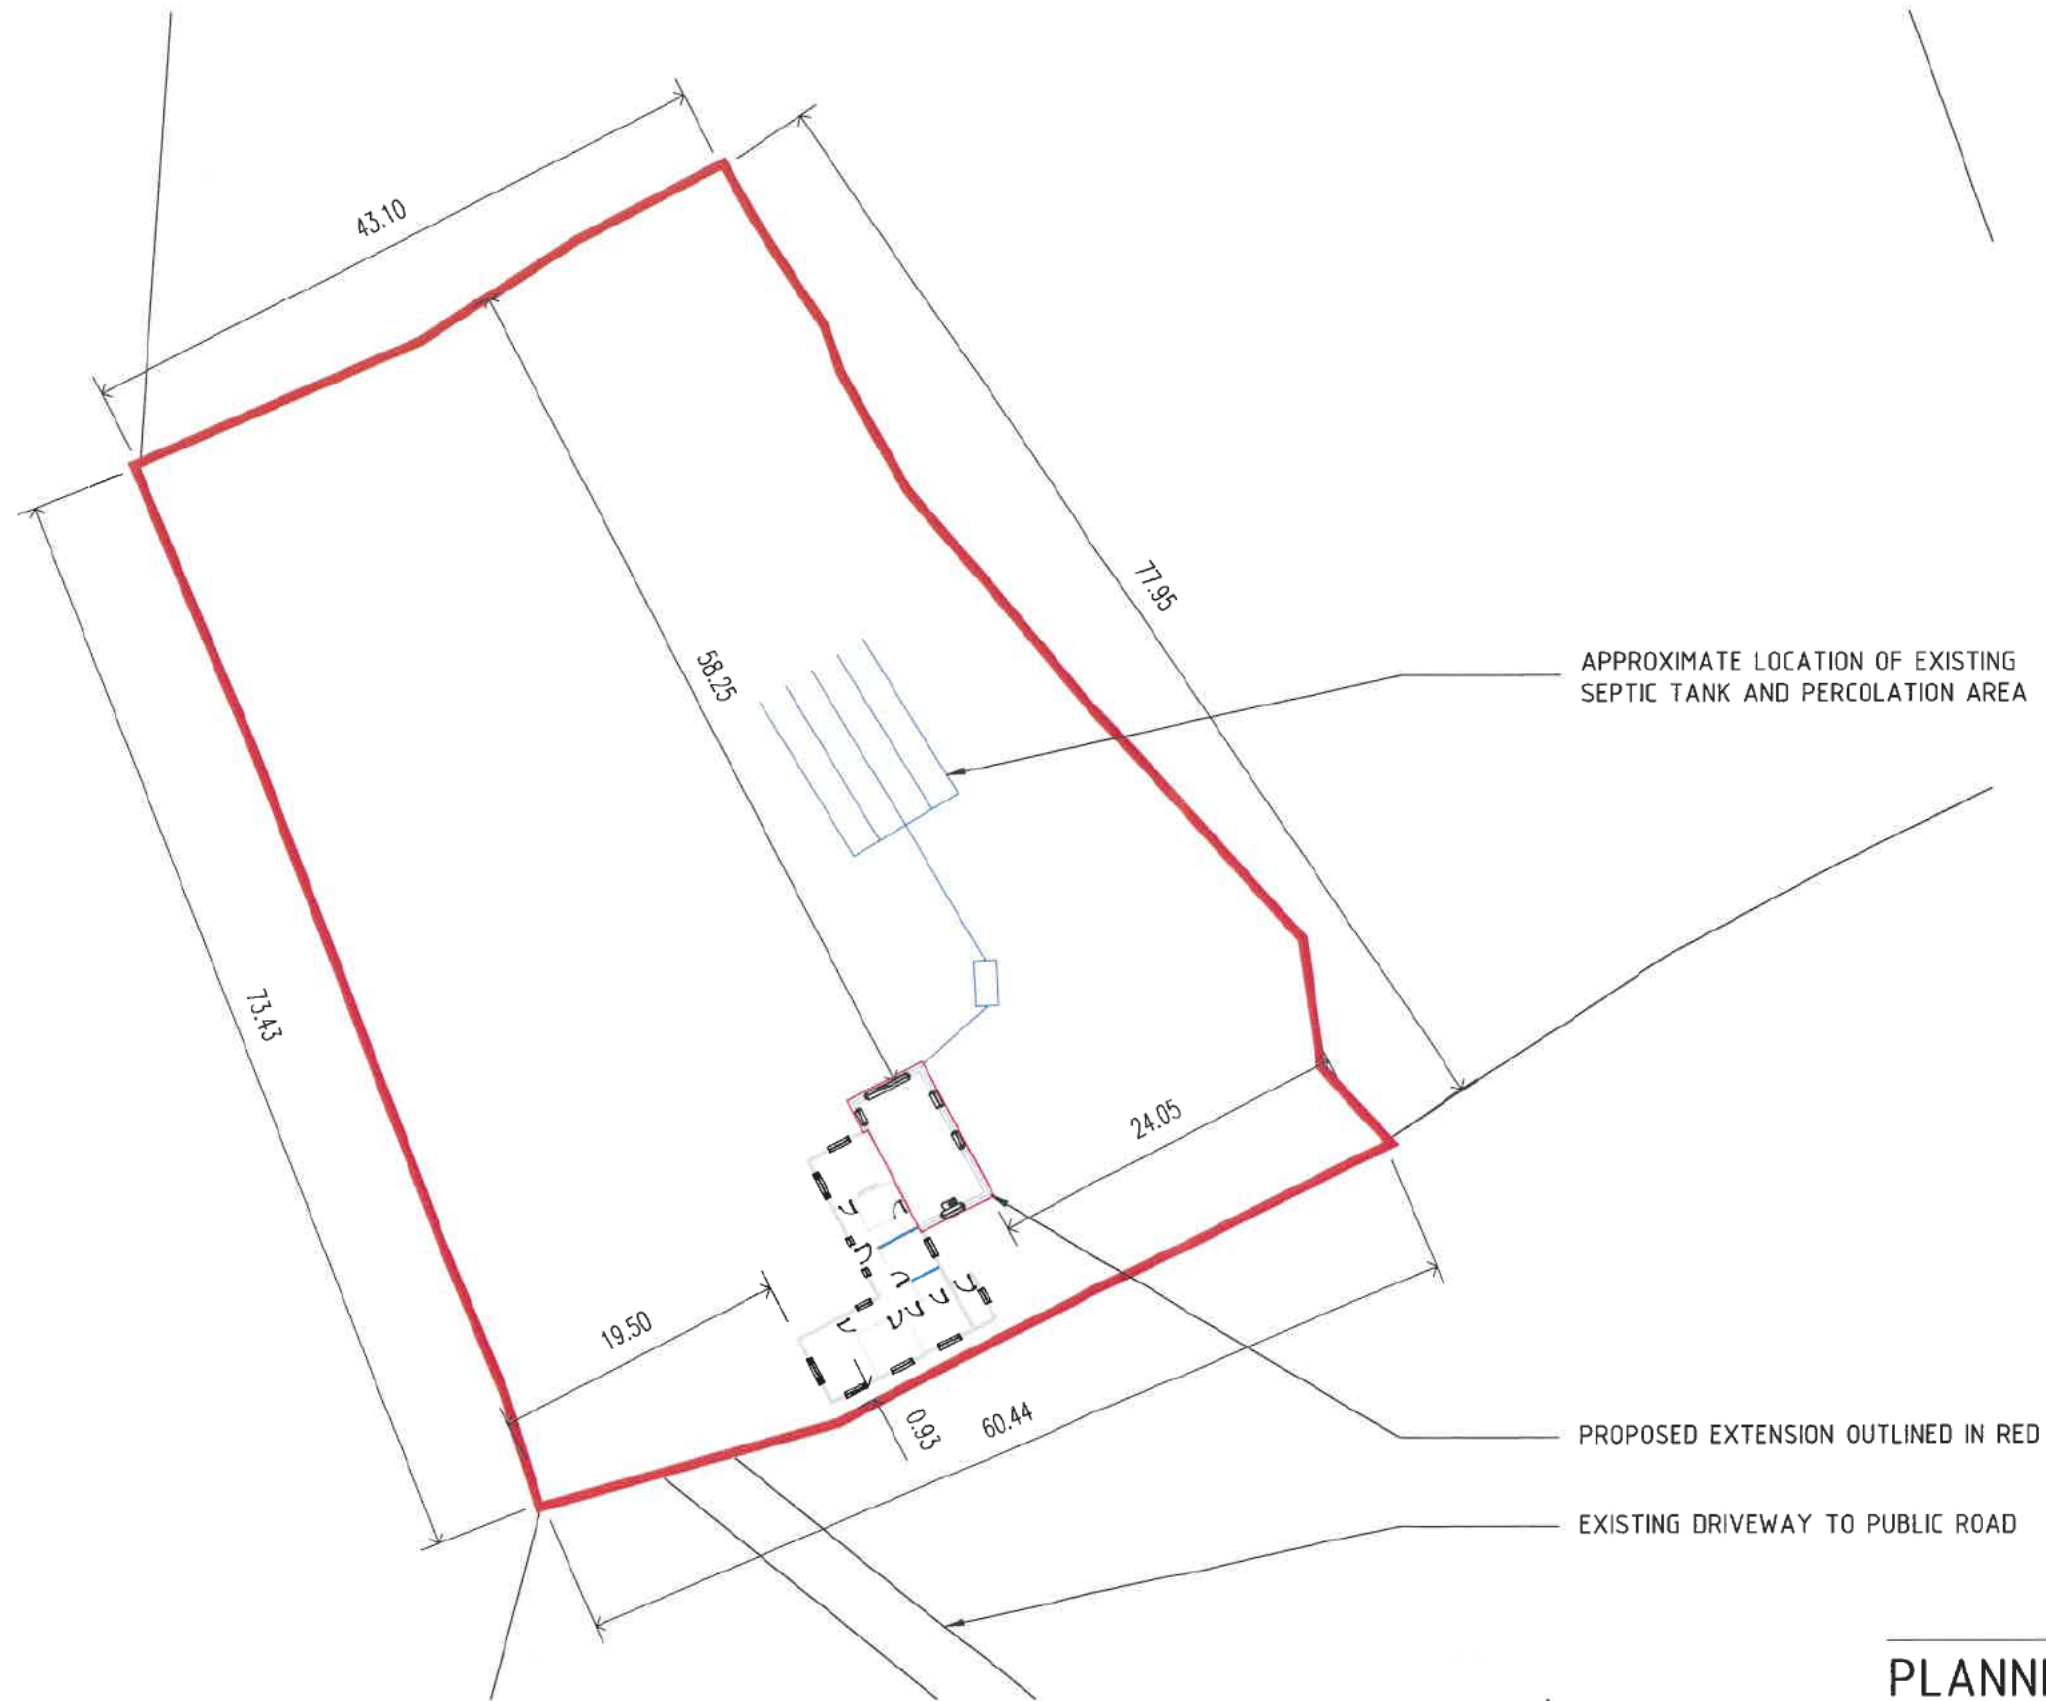 43.10
77.95
58.25
APPROXIMATE LOCATION OF EXISTING
SEPTIC TANK AND PERCOLATION AREA
73.43
24.05
19.50
0.93
60.44
PROPOSED EXTENSION OUTLINED IN RED
EXISTING DRIVEWAY TO PUBLIC ROAD